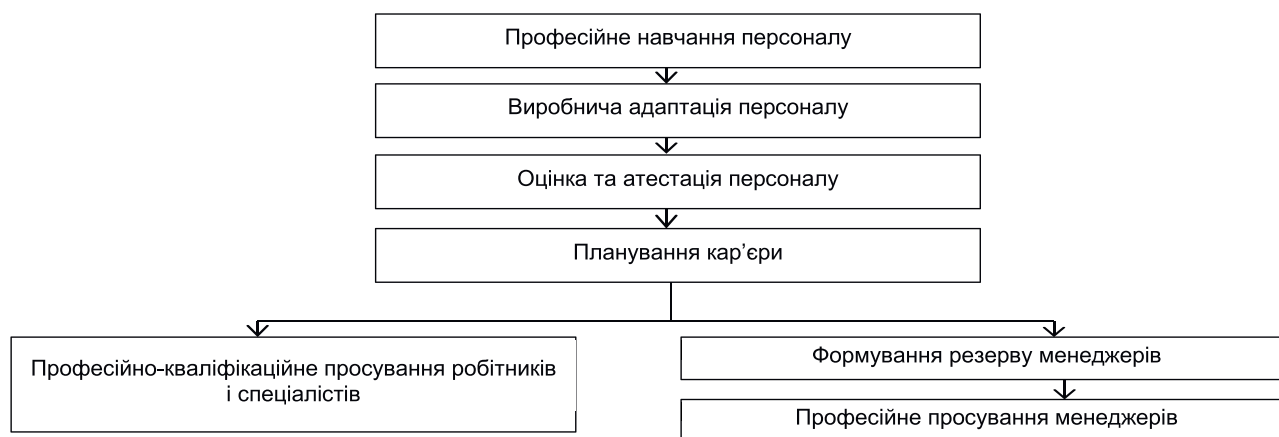 Професійне навчання персоналу
Виробнича адаптація персоналу
Оцінка та атестація персоналу
Планування кар’єри
Професійно-кваліфікаційне просування робітників
і спеціалістів
Формування резерву менеджерів
Професійне просування менеджерів